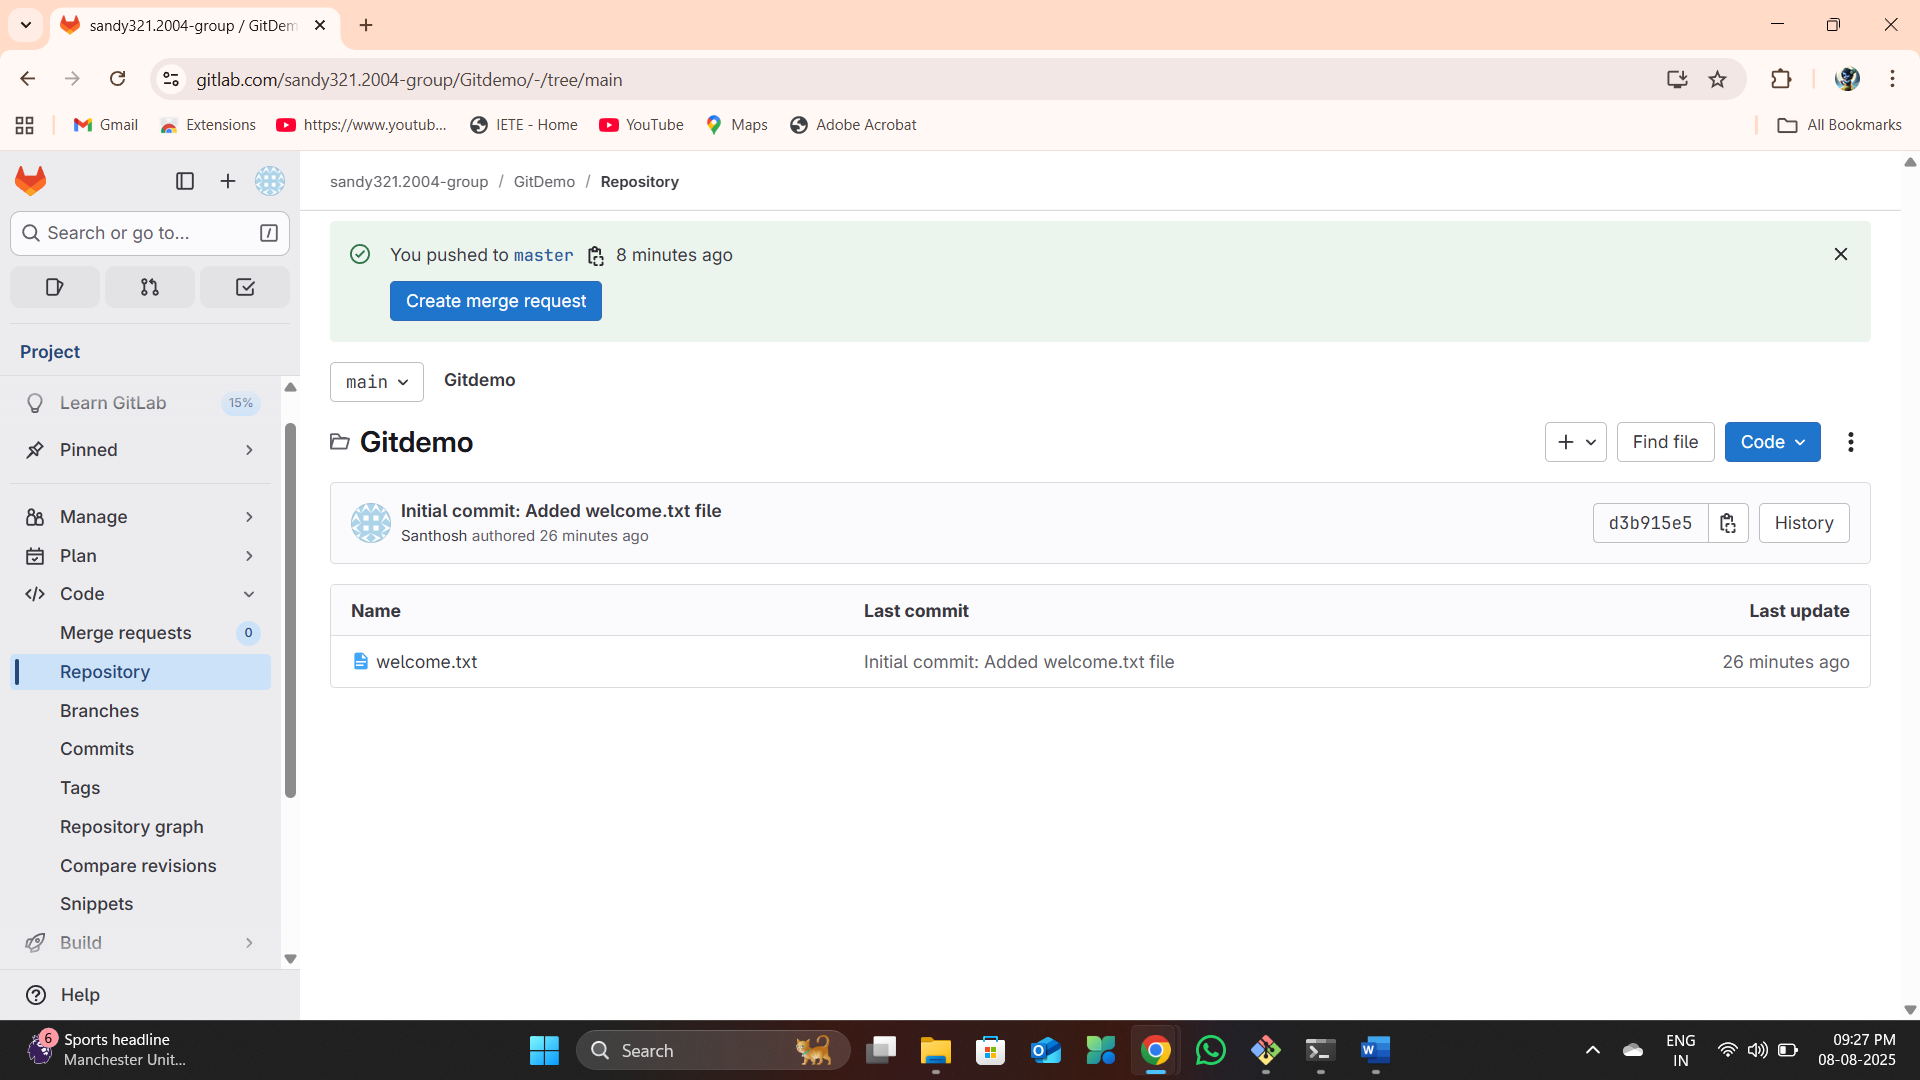 sandy321.2004-group / GitDem
gitlab.com/sandy321.2004-group/Gitdemo/-/tree/main
Gmail
Extensions
https://www.youtub...
IETE - Home
YouTube
Maps
Adobe Acrobat
All Bookmarks
Search or go to...
/
Project
Learn GitLab
15%
Pinned
Manage
Plan
Code
Merge requests
0
Repository
Branches
Commits
Tags
Repository graph
Compare revisions
Snippets
Build
Help
sandy321.2004-group / GitDemo / Repository
You pushed to master 8 minutes ago
Create merge request
main
Gitdemo
Gitdemo
Find file
Code
Initial commit: Added welcome.txt file
Santhosh authored 26 minutes ago
d3b915e5
History
Name Last commit Last update
welcome.txt Initial commit: Added welcome.txt file 26 minutes ago
6
Sports headline
Manchester Unit...
Search
ENG
IN
09:27 PM
08-08-2025